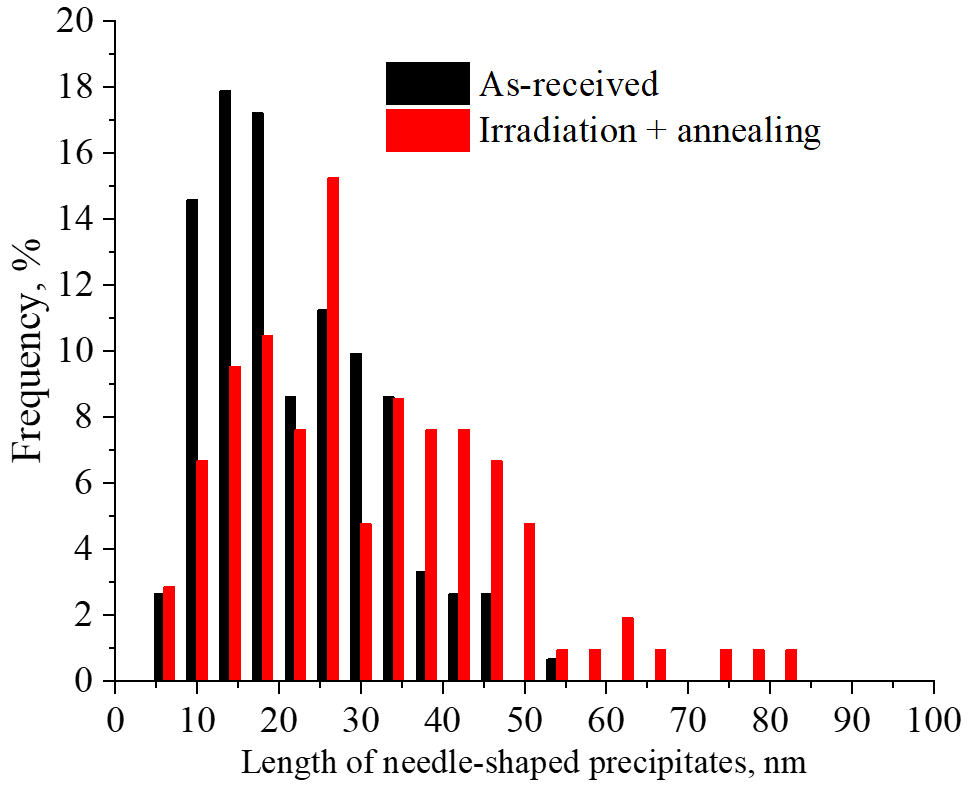 As-received
Irradiation + annealing
Frequency, %
20
18
16
14
12
10
8
6
4
2
0
0 10 20 30 40 50 60 70 80 90 100
Length of needle-shaped precipitates, nm